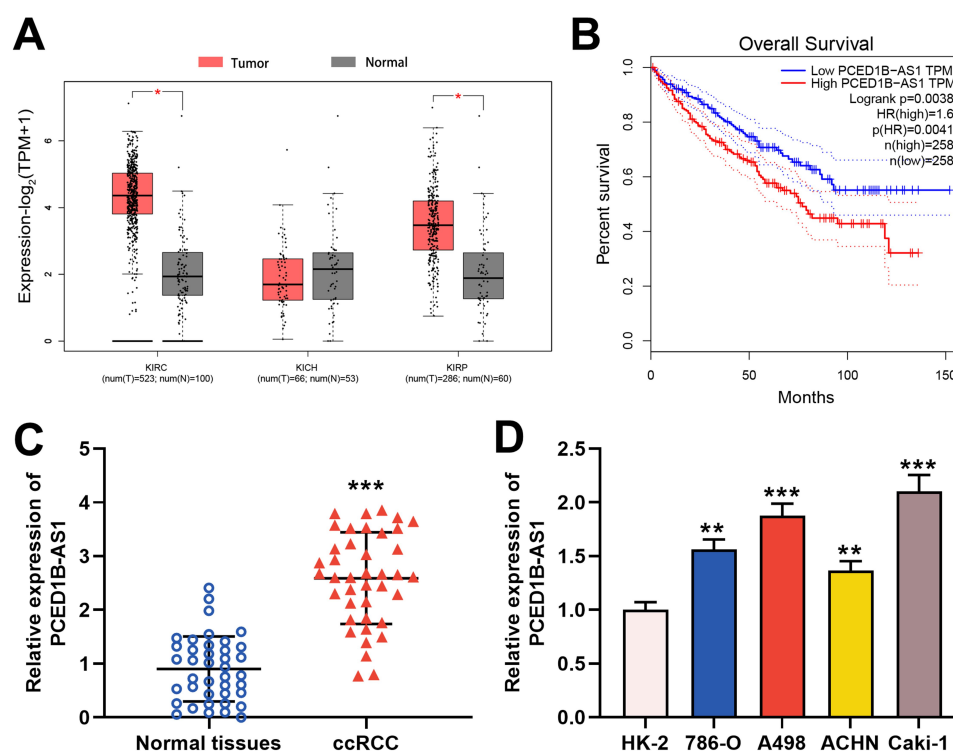 A
Tumor
Normal
Expression-log₂(TPM+1)
6
4
2
0
*
*
KIRC
(num(T)=523; num(N)=100)
KICH
(num(T)=66; num(N)=53)
KIRP
(num(T)=286; num(N)=60)
B
Overall Survival
Low PCED1B−AS1 TPM
High PCED1B−AS1 TPM
Logrank p=0.0038
HR(high)=1.6
p(HR)=0.0041
n(high)=258
n(low)=258
Percent survival
1.0
0.8
0.6
0.4
0.2
0.0
0
50
100
150
Months
C
Relative expression of
PCED1B-AS1
5
4
3
2
1
0
***
Normal tissues
ccRCC
D
Relative expression of
PCED1B-AS1
2.5
2.0
1.5
1.0
0.5
0.0
**
***
**
***
HK-2
786-O
A498
ACHN
Caki-1